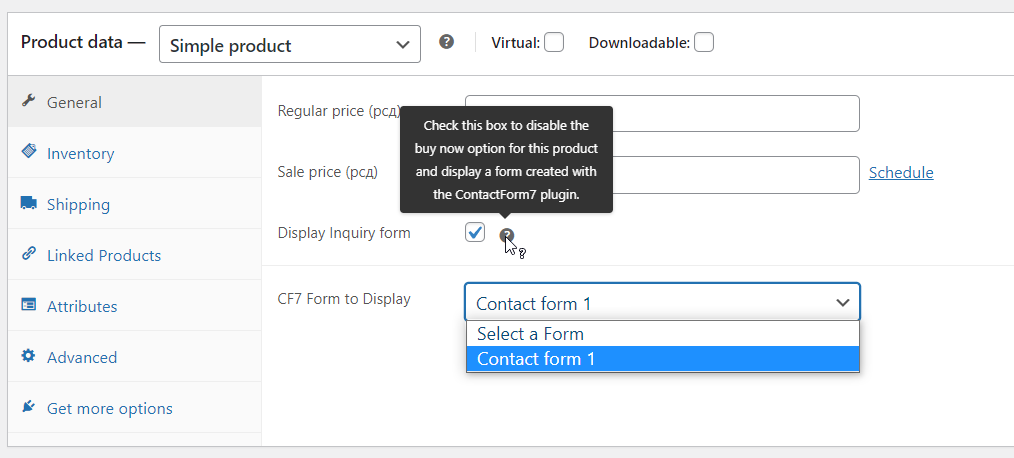 Product data —
Simple product
?
Virtual:
Downloadable:
General
Inventory
Shipping
Linked Products
Attributes
Advanced
Get more options
Regular price (рсд)
Check this box to disable the
buy now option for this product
and display a form created with
the ContactForm7 plugin.
Sale price (рсд)
Schedule
Display Inquiry form
?
CF7 Form to Display
Contact form 1
Select a Form
Contact form 1